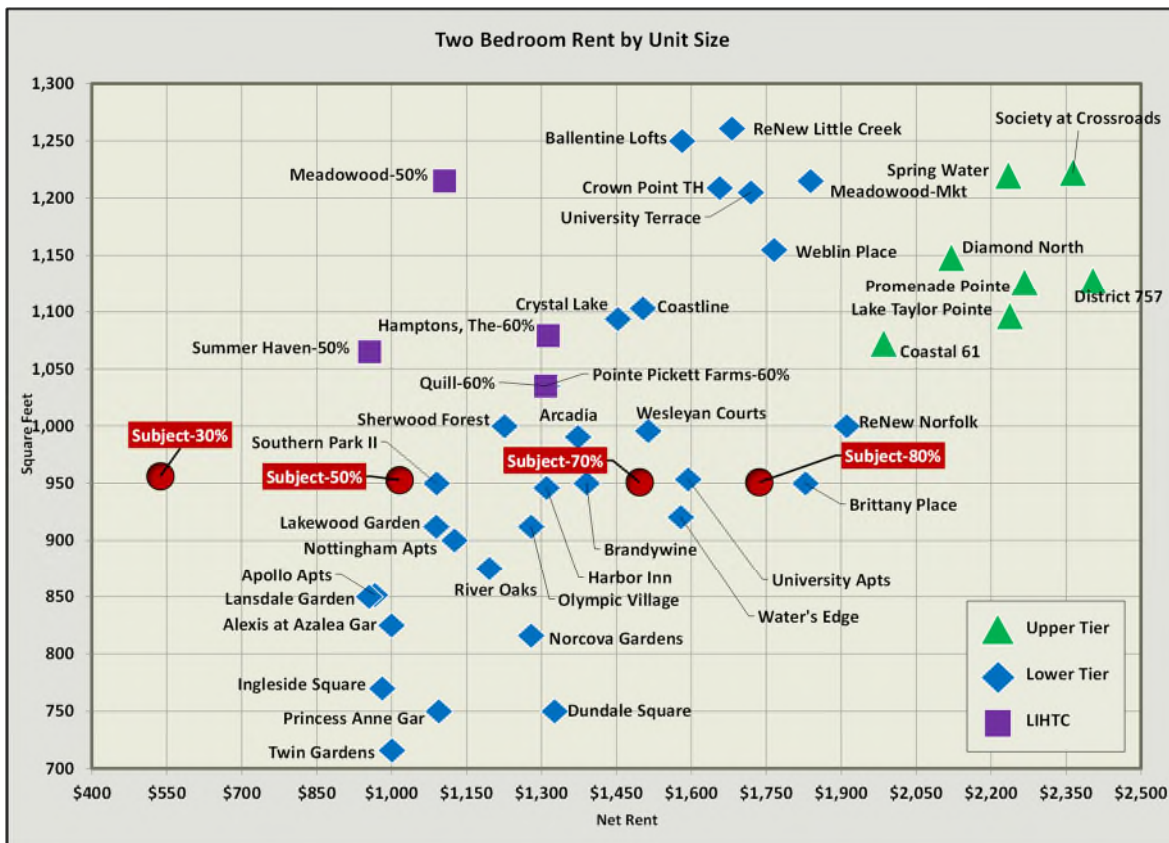 Two Bedroom Rent by Unit Size
1,300
1,250
1,200
1,150
1,100
1,050
1,000
950
900
850
800
750
700
Square Feet
Society at Crossroads
ReNew Little Creek
Ballentine Lofts
Spring Water
Meadowood-50%
Crown Point TH
Meadowood-Mkt
University Terrace
Weblin Place
Diamond North
Promenade Pointe
District 757
Crystal Lake
Coastline
Lake Taylor Pointe
Hamptons, The-60%
Summer Haven-50%
Coastal 61
Quill-60%
Pointe Pickett Farms-60%
Sherwood Forest
Arcadia
Wesleyan Courts
ReNew Norfolk
Subject-30%
Southern Park II
Subject-50%
Subject-70%
Subject-80%
Brittany Place
Lakewood Garden
Nottingham Apts
Brandywine
Harbor Inn
University Apts
Apollo Apts
River Oaks
Lansdale Garden
Olympic Village
Water's Edge
Alexis at Azalea Gar
Norcova Gardens
Ingleside Square
Princess Anne Gar
Dundale Square
Twin Gardens
Upper Tier
Lower Tier
LIHTC
$400 $550 $700 $850 $1,000 $1,150 $1,300 $1,450 $1,600 $1,750 $1,900 $2,050 $2,200 $2,350 $2,500
Net Rent